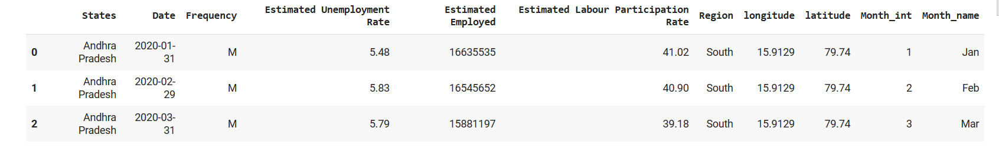 States Date Frequency Estimated Unemployment Rate Estimated Employed Estimated Labour Participation Rate Region longitude latitude Month_int Month_name
0 Andhra Pradesh 2020-01-31 M 5.48 16635535 41.02 South 15.9129 79.74 1 Jan
1 Andhra Pradesh 2020-02-29 M 5.83 16545652 40.90 South 15.9129 79.74 2 Feb
2 Andhra Pradesh 2020-03-31 M 5.79 15881197 39.18 South 15.9129 79.74 3 Mar